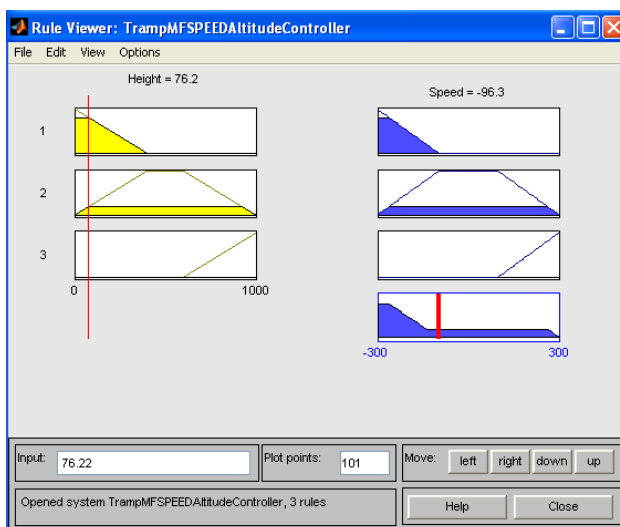 Rule Viewer: TrampMFSPEEDAltitudeController
File Edit View Options
Height = 76.2
Speed = -96.3
1
2
3
0 1000
-300 300
Input: 76.22 Plot points: 101 Move: left right down up
Opened system TrampMFSPEEDAltitudeController, 3 rules Help Close